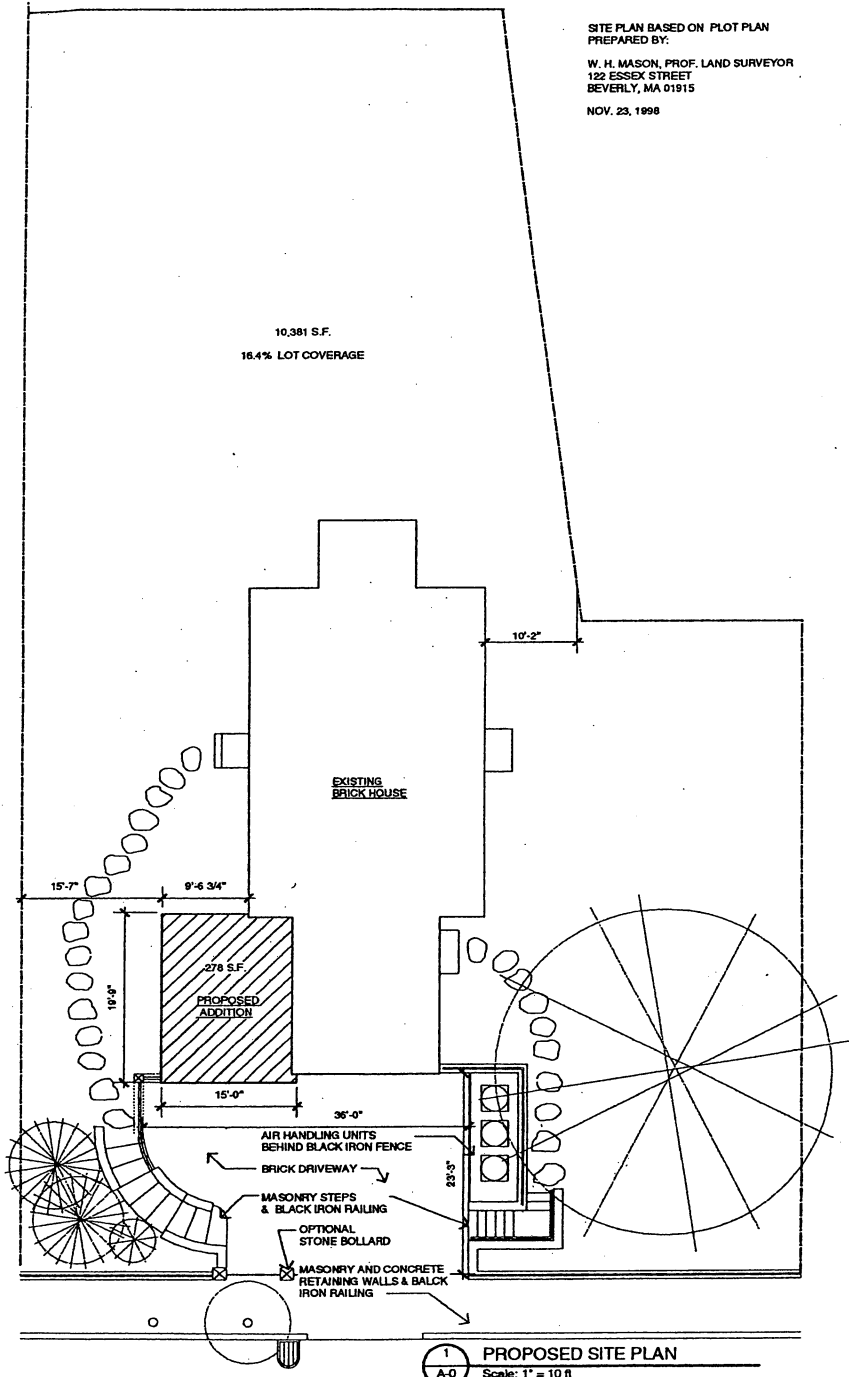 SITE PLAN BASED ON PLOT PLAN
PREPARED BY:
W. H. MASON, PROF. LAND SURVEYOR
122 ESSEX STREET
BEVERLY, MA 01915
NOV. 23, 1998
10,381 S.F.
16.4% LOT COVERAGE
10'-2"
EXISTING
BRICK HOUSE
15'-7"
9'-6 3/4"
278 S.F.
PROPOSED
ADDITION
19'-9"
15'-0"
36'-0"
AIR HANDLING UNITS
BEHIND BLACK IRON FENCE
BRICK DRIVEWAY
23'-3"
MASONRY STEPS
& BLACK IRON RAILING
OPTIONAL
STONE BOLLARD
MASONRY AND CONCRETE
RETAINING WALLS & BALCK
IRON RAILING
1
A-0
PROPOSED SITE PLAN
Scale: 1" = 10 ft